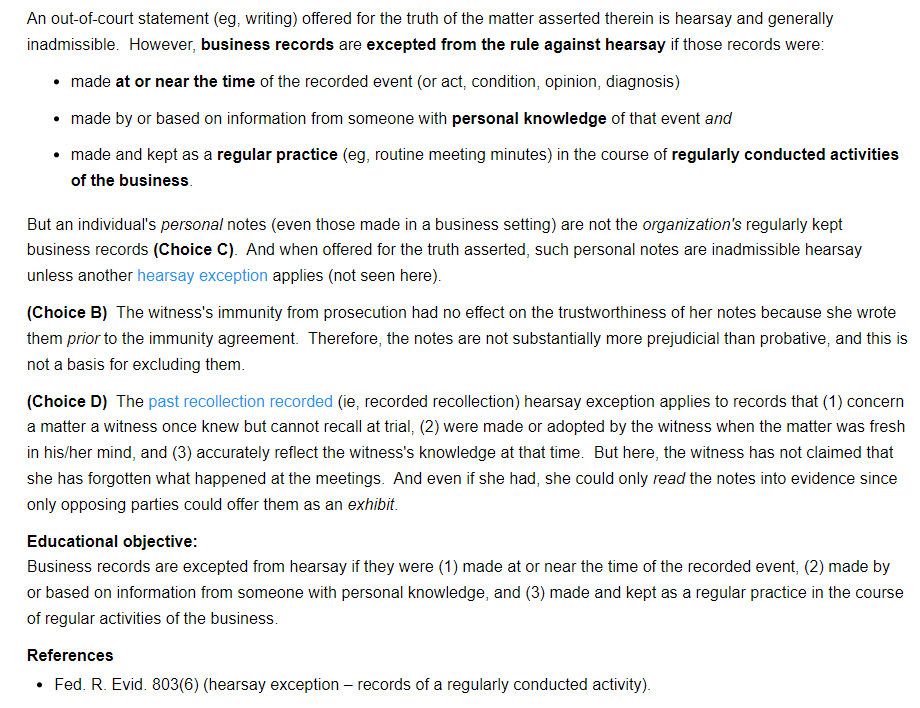 An out-of-court statement (eg, writing) offered for the truth of the matter asserted therein is hearsay and generally
inadmissible.  However, business records are excepted from the rule against hearsay if those records were:
• made at or near the time of the recorded event (or act, condition, opinion, diagnosis)
• made by or based on information from someone with personal knowledge of that event and
• made and kept as a regular practice (eg, routine meeting minutes) in the course of regularly conducted activities
of the business.
But an individual's personal notes (even those made in a business setting) are not the organization's regularly kept
business records (Choice C).  And when offered for the truth asserted, such personal notes are inadmissible hearsay
unless another hearsay exception applies (not seen here).
(Choice B)  The witness's immunity from prosecution had no effect on the trustworthiness of her notes because she wrote
them prior to the immunity agreement.  Therefore, the notes are not substantially more prejudicial than probative, and this is
not a basis for excluding them.
(Choice D)  The past recollection recorded (ie, recorded recollection) hearsay exception applies to records that (1) concern
a matter a witness once knew but cannot recall at trial, (2) were made or adopted by the witness when the matter was fresh
in his/her mind, and (3) accurately reflect the witness's knowledge at that time.  But here, the witness has not claimed that
she has forgotten what happened at the meetings.  And even if she had, she could only read the notes into evidence since
only opposing parties could offer them as an exhibit.
Educational objective:
Business records are excepted from hearsay if they were (1) made at or near the time of the recorded event, (2) made by
or based on information from someone with personal knowledge, and (3) made and kept as a regular practice in the course
of regular activities of the business.
References
• Fed. R. Evid. 803(6) (hearsay exception – records of a regularly conducted activity).